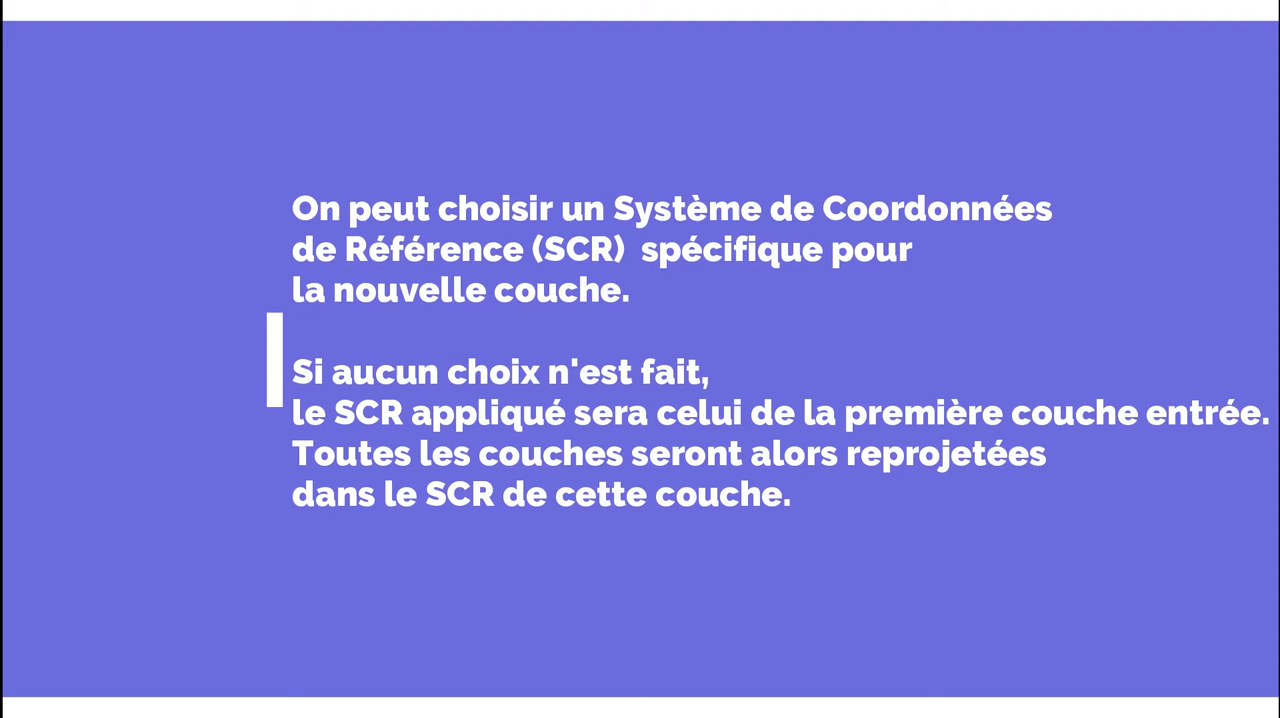 On peut choisir un Système de Coordonnées
de Référence (SCR)  spécifique pour
la nouvelle couche.
Si aucun choix n'est fait,
le SCR appliqué sera celui de la première couche entrée.
Toutes les couches seront alors reprojetées
dans le SCR de cette couche.